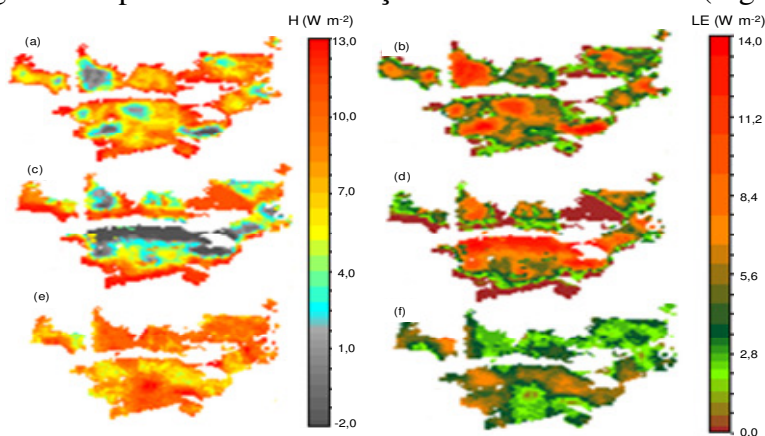 H (W m-2)
LE (W m-2)
(a)
(b)
13,0
14,0
10,0
11,2
(c)
(d)
7,0
8,4
4,0
5,6
(e)
(f)
1,0
2,8
-2,0
0,0